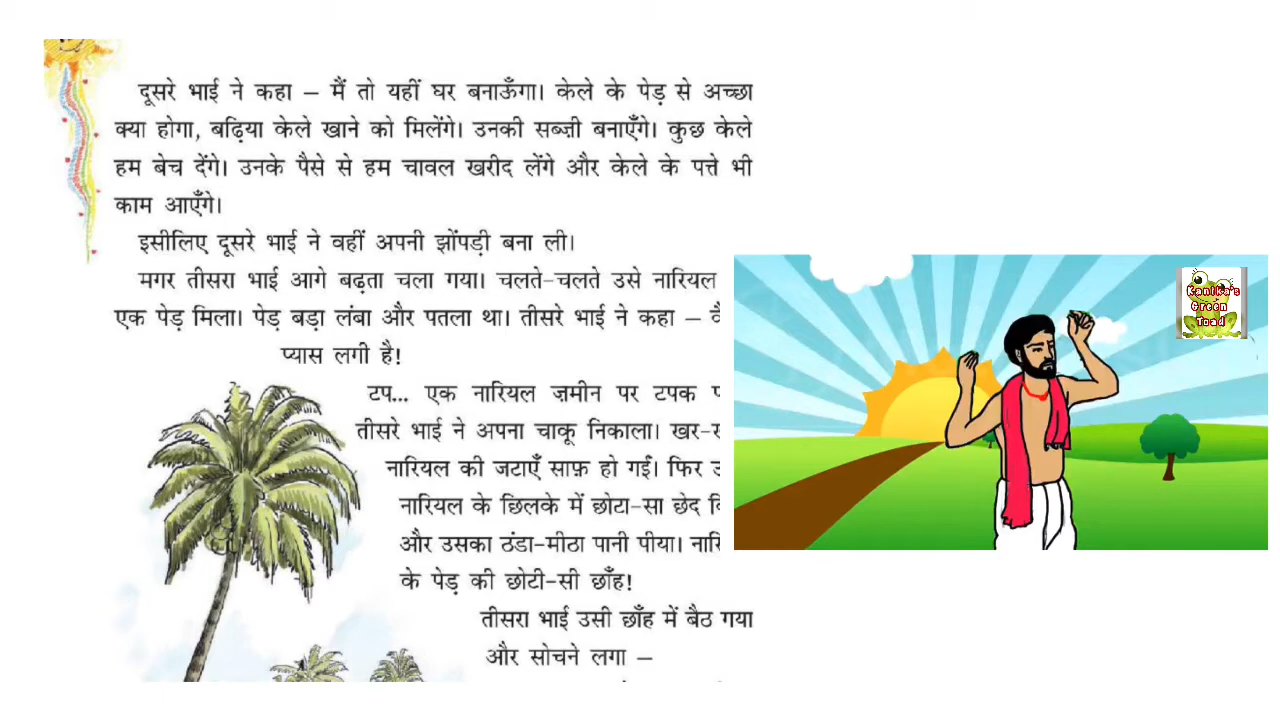 दूसरे भाई ने कहा – मैं तो यहीं घर बनाऊँगा। केले के पेड़ से अच्छा
क्या होगा, बढ़िया केले खाने को मिलेंगे। उनकी सब्ज़ी बनाएँगे। कुछ केले
हम बेच देंगे। उनके पैसे से हम चावल खरीद लेंगे और केले के पत्ते भी
काम आएँगे।
इसीलिए दूसरे भाई ने वहीं अपनी झोंपड़ी बना ली।
मगर तीसरा भाई आगे बढ़ता चला गया। चलते-चलते उसे नारियल
एक पेड़ मिला। पेड़ बड़ा लंबा और पतला था। तीसरे भाई ने कहा –
प्यास लगी है!
टप... एक नारियल ज़मीन पर टपक
तीसरे भाई ने अपना चाकू निकाला।
नारियल की जटाएँ साफ़ हो गईं। फिर
नारियल के छिलके में छोटा-सा छेद
और उसका ठंडा-मीठा पानी पीया।
के पेड़ की छोटी-सी छाँह!
तीसरा भाई उसी छाँह में बैठ गया
और सोचने लगा –
Kanika's
Green
Toad